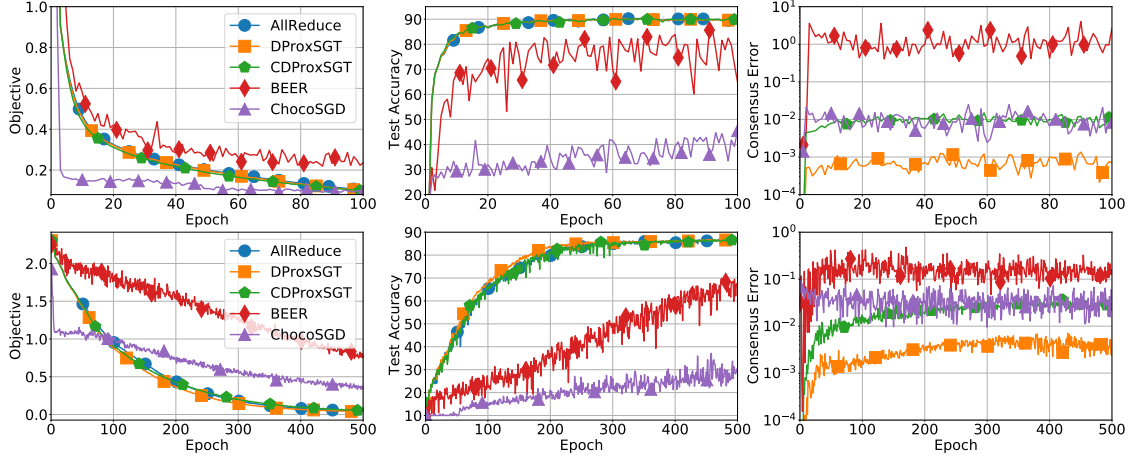 1.0
0.8
0.6
0.4
0.2
Objective
AllReduce
DProxSGT
CDProxSGT
BEER
ChocoSGD
0 20 40 60 80 100
Epoch
90
80
70
60
50
40
30
20
Test Accuracy
0 20 40 60 80 100
Epoch
10^1
10^0
10^−1
10^−2
10^−3
10^−4
Consensus Error
0 20 40 60 80 100
Epoch
2.0
1.5
1.0
0.5
0.0
Objective
AllReduce
DProxSGT
CDProxSGT
BEER
ChocoSGD
0 100 200 300 400 500
Epoch
90
80
70
60
50
40
30
20
10
Test Accuracy
0 100 200 300 400 500
Epoch
10^0
10^−1
10^−2
10^−3
10^−4
Consensus Error
0 100 200 300 400 500
Epoch